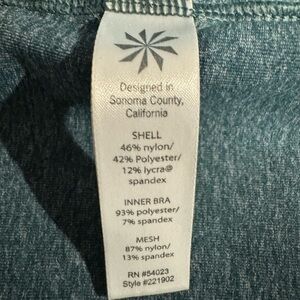 Designed in
Sonoma County,
California
SHELL
46% nylon/
42% Polyester/
12% lycra®
spandex
INNER BRA
93% polyester/
7% spandex
MESH
87% nylon/
13% spandex
RN #54023
Style #221902